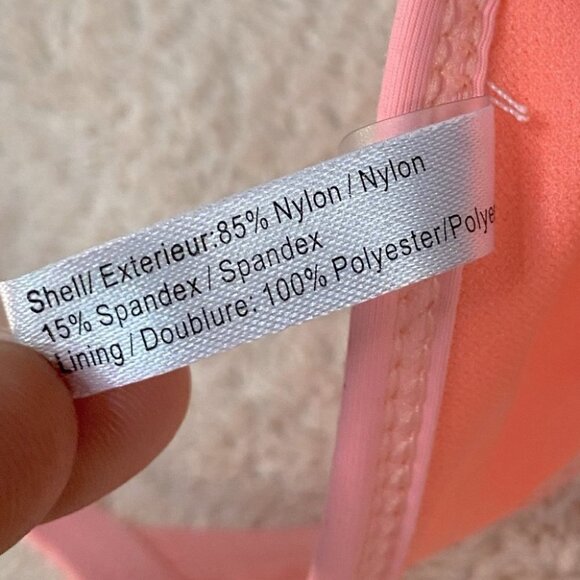 Shell/ Exterieur:85% Nylon / Nylon
15% Spandex / Spandex
Lining / Doublure: 100% Polyester/Polye